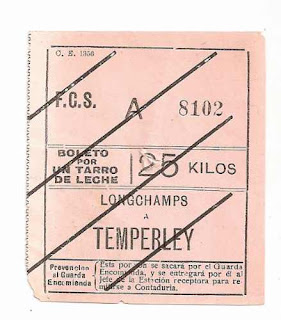 C. E. 1356
F.C.S. A 8102
BOLETO
POR
UN TARRO
DE LECHE
25 KILOS
LONGCHAMPS
A
TEMPERLEY
Prevencion
al Guarda
Encomienda
Esta porción se sacará por el Guarda
Encomienda, y se entregará por él al
Jefe de la Estación receptora para re
mitirse a Contaduría.